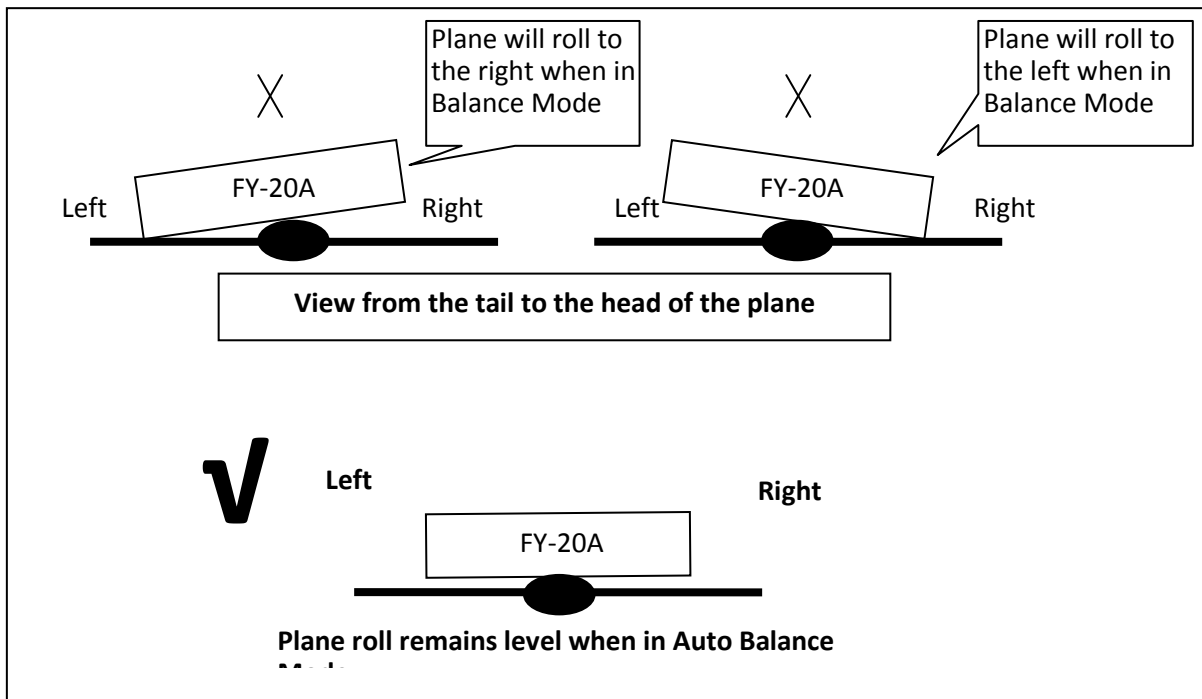 Plane will roll to
the right when in
Balance Mode
Plane will roll to
the left when in
Balance Mode
X
X
FY-20A
FY-20A
Left
Right
Left
Right
View from the tail to the head of the plane
√
Left
Right
FY-20A
Plane roll remains level when in Auto Balance